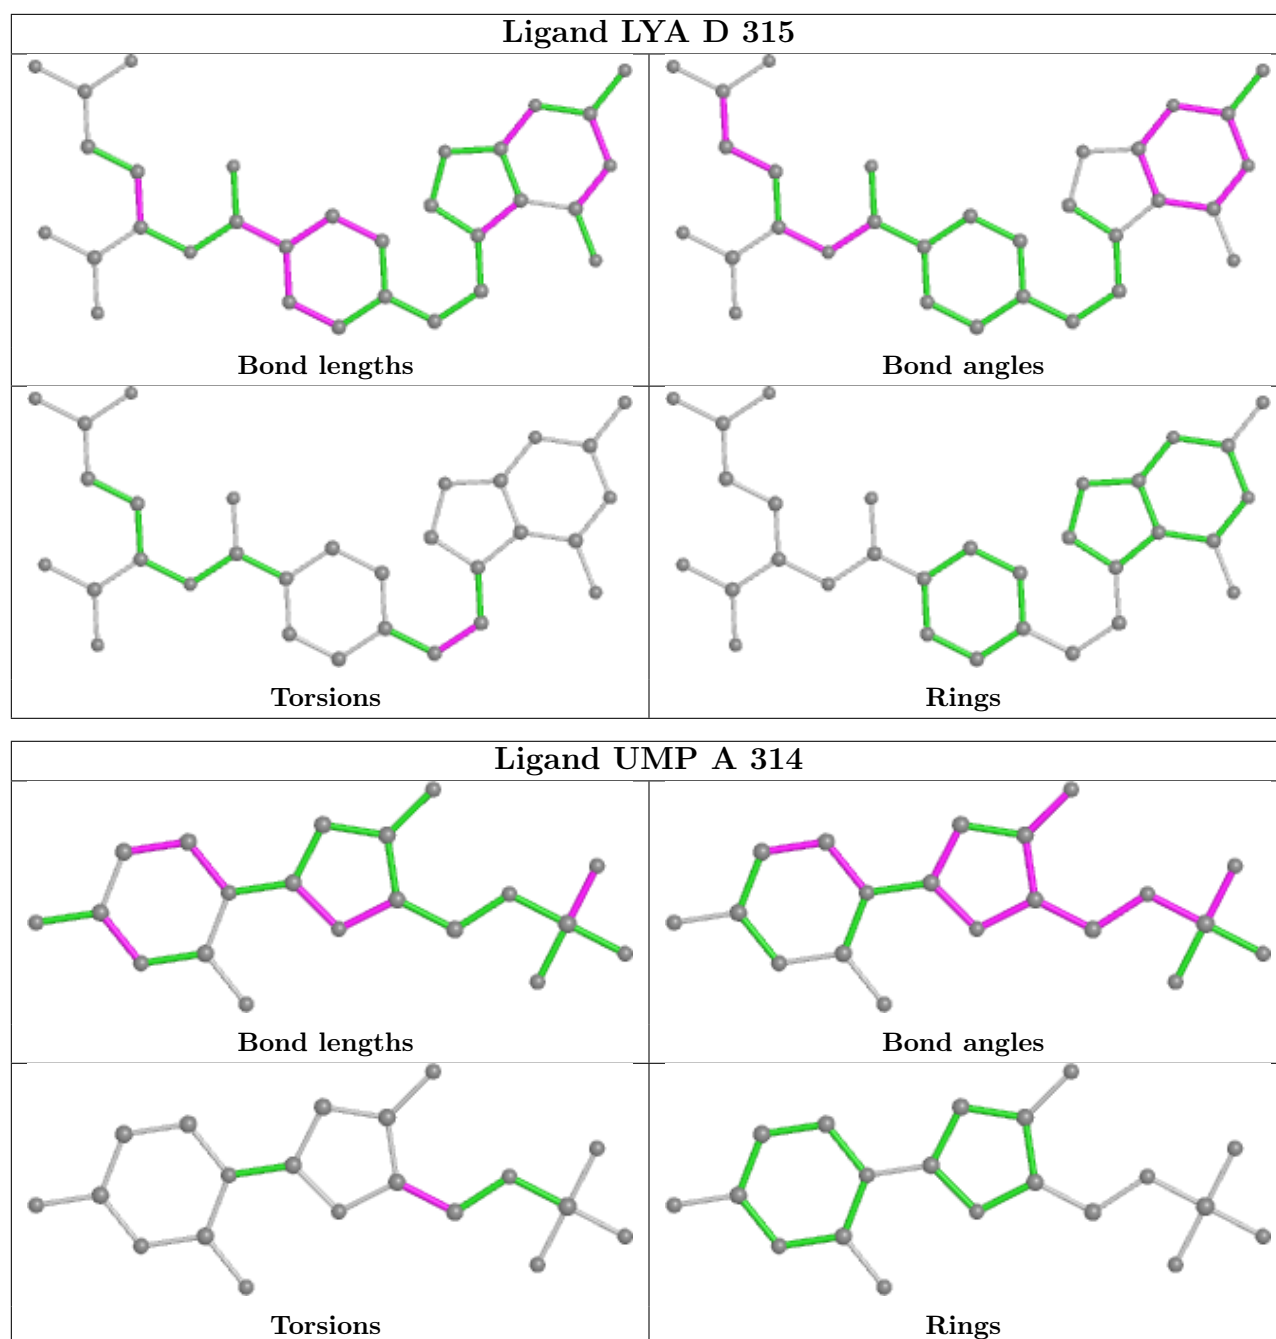 Ligand LYA D 315
Bond lengths
Bond angles
Torsions
Rings
Ligand UMP A 314
Bond lengths
Bond angles
Torsions
Rings